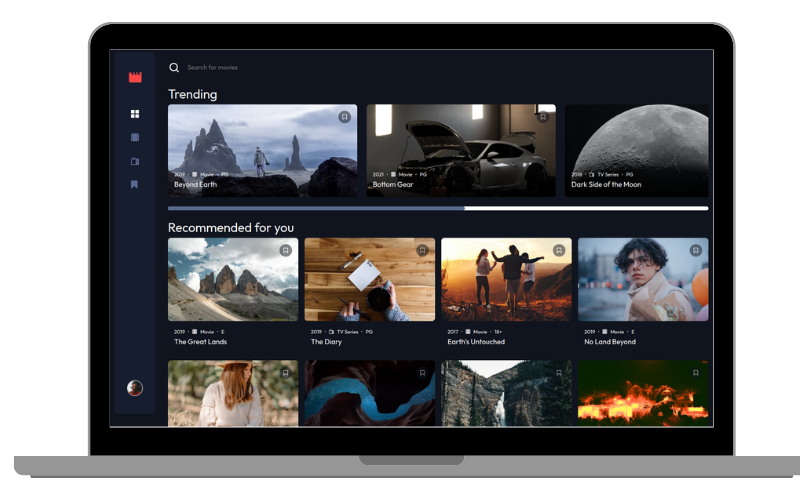 Search for movies
Trending
2019 · Movie · PG
Beyond Earth
2021 · Movie · PG
Bottom Gear
2018 · TV Series · PG
Dark Side of the Moon
Recommended for you
2019 · Movie · E
The Great Lands
2019 · TV Series · PG
The Diary
2017 · Movie · 18+
Earth's Untouched
2019 · Movie · E
No Land Beyond